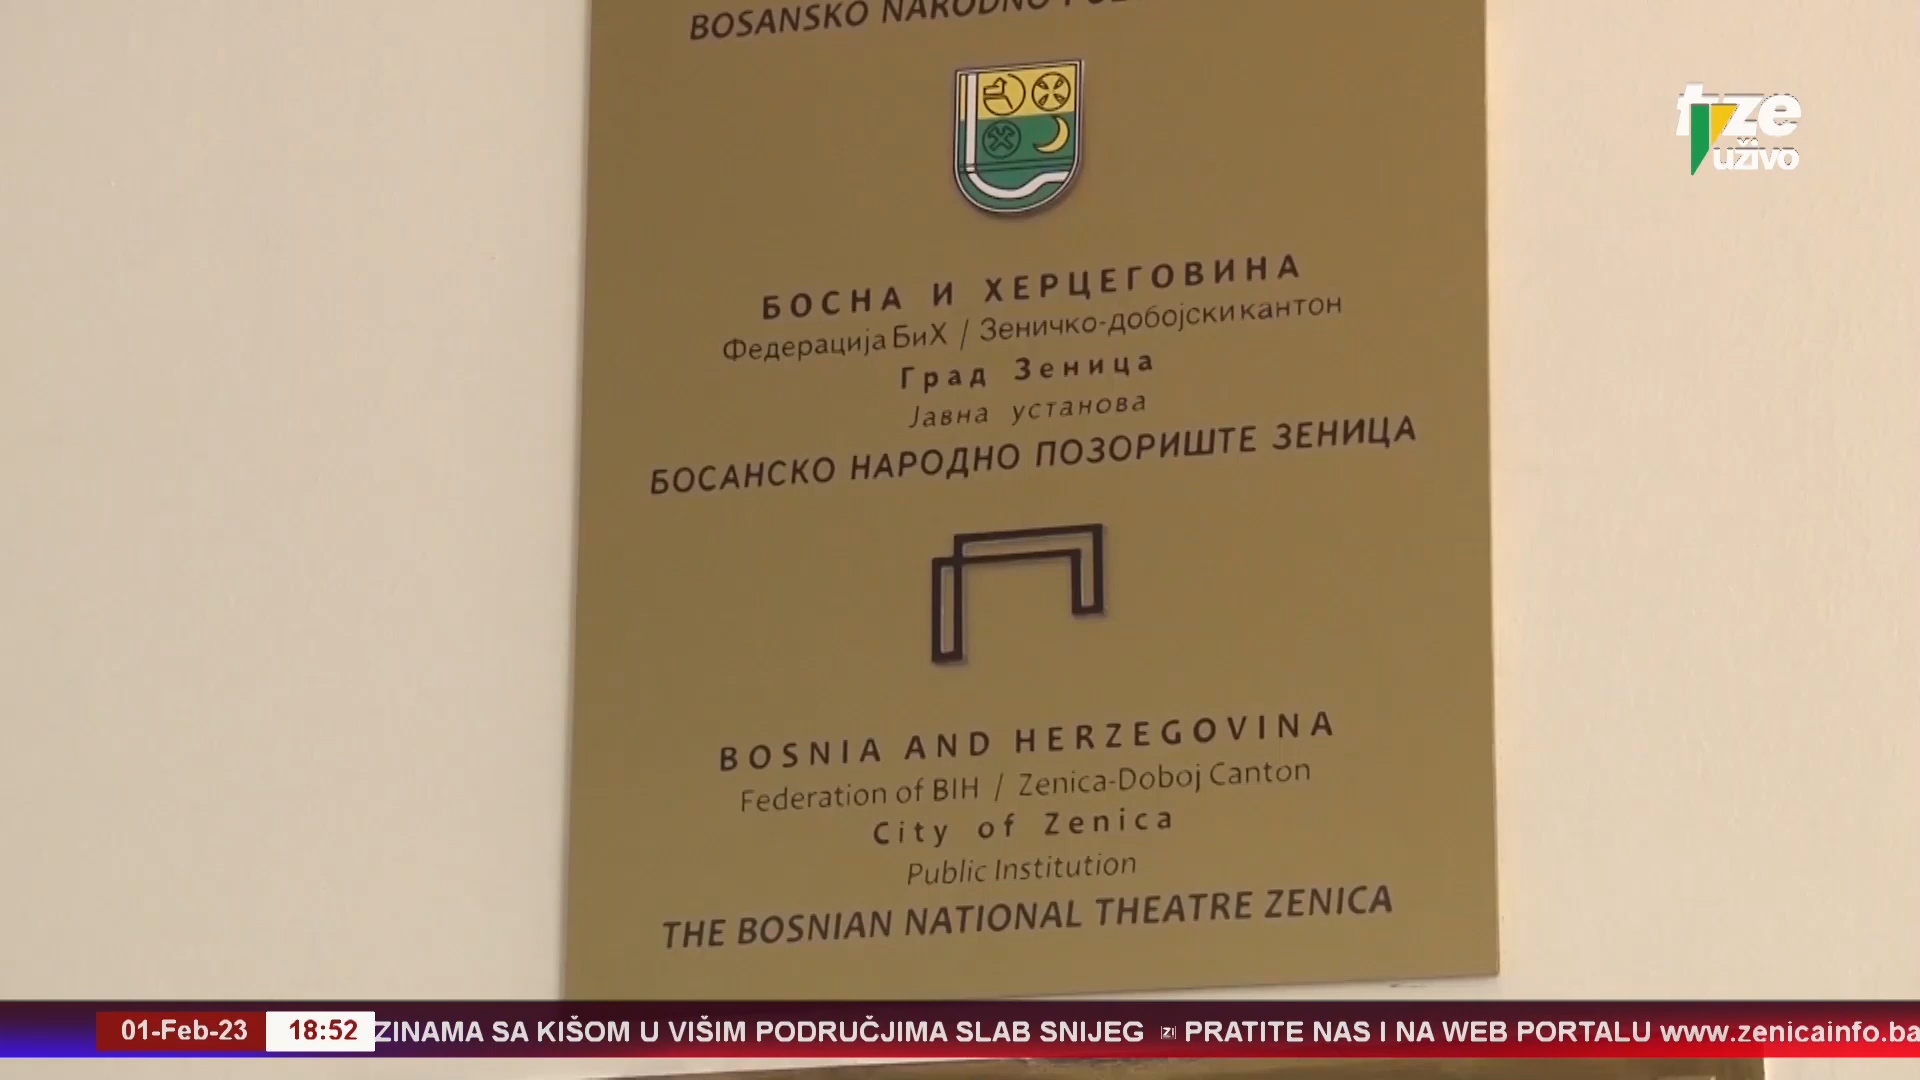 BOSANSKO NARODNO
БОСНА И ХЕРЦЕГОВИНА
Федерација БиХ / Зеничко-добојски кантон
Град Зеница
Јавна установа
БОСАНСКО НАРОДНО ПОЗОРИШТЕ ЗЕНИЦА
BOSNIA AND HERZEGOVINA
Federation of BIH / Zenica-Doboj Canton
City of Zenica
Public Institution
THE BOSNIAN NATIONAL THEATRE ZENICA
tvze
uživo
01-Feb-23 18:52 ZINAMA SA KIŠOM U VIŠIM PODRUČJIMA SLAB SNIJEG ZI PRATITE NAS I NA WEB PORTALU www.zenicainfo.ba